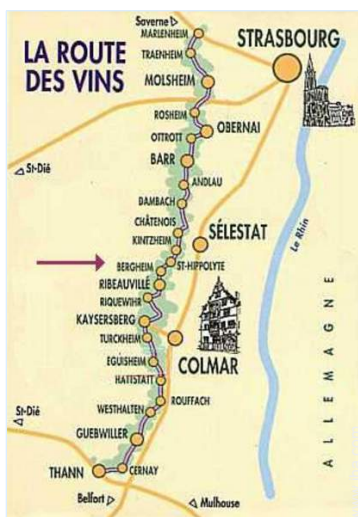 Saverne
MARLENHEIM
LA ROUTE
DES VINS
STRASBOURG
TRAENHEIM
MOLSHEIM
ROSHEIM
OBERNAI
OTTROTT
BARR
St-Dié
ANDLAU
DAMBACH
CHÂTENOIS
SÉLESTAT
KINTZHEIM
Le Rhin
BERGHEIM
ST-HIPPOLYTE
RIBEAUVILLÉ
RIQUEWIHR
KAYSERSBERG
TURCKHEIM
COLMAR
EGUISHEIM
HATTSTATT
ROUFFACH
WESTHALTEN
St-Dié
GUEBWILLER
ALLEMAGNE
THANN
CERNAY
Belfort
Mulhouse